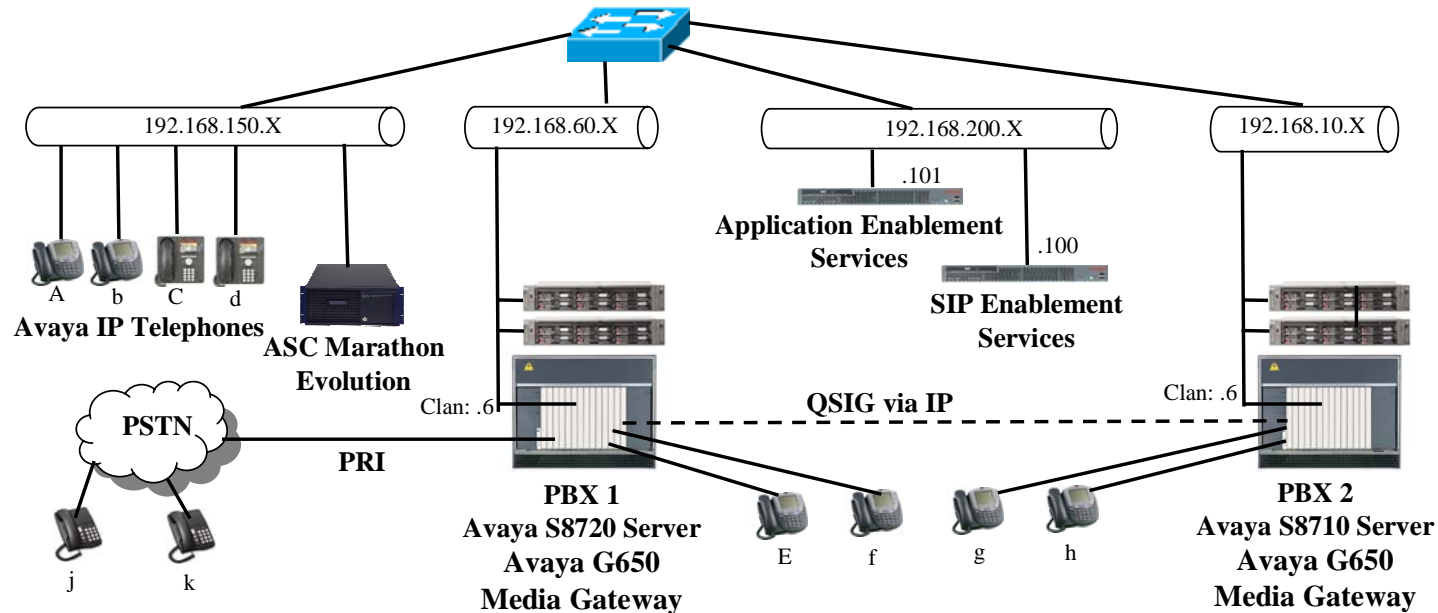 192.168.150.X
192.168.60.X
192.168.200.X
192.168.10.X
.101
Application Enablement
Services
.100
SIP Enablement
Services
A
b
C
d
Avaya IP Telephones
ASC Marathon
Evolution
Clan: .6
QSIG via IP
Clan: .6
PSTN
PRI
PBX 1
Avaya S8720 Server
Avaya G650
Media Gateway
E
f
g
h
PBX 2
Avaya S8710 Server
Avaya G650
Media Gateway
j
k